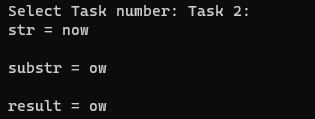 Select Task number: Task 2:
str = now
substr = ow
result = ow